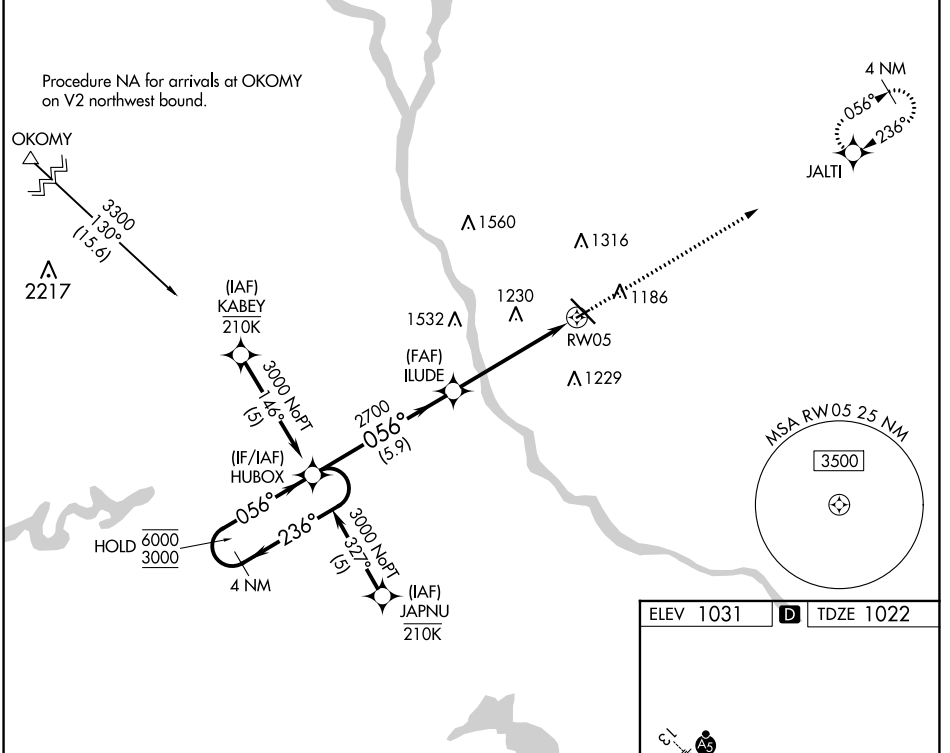 Procedure NA for arrivals at OKOMY
on V2 northwest bound.
OKOMY
3300
130°
(15.6)
2217
4 NM
056°
236°
JALTI
1560
1316
1230
1186
1532
RW05
1229
(IAF)
KABEY
210K
3000 NoPT
146°
(5)
(FAF)
ILUDE
2700
056°
(5.9)
(IF/IAF)
HUBOX
056°
236°
HOLD 6000
3000
4 NM
3000 NoPT
327°
(5)
(IAF)
JAPNU
210K
MSA RW05 25 NM
3500
ELEV 1031 D TDZE 1022
13
A5